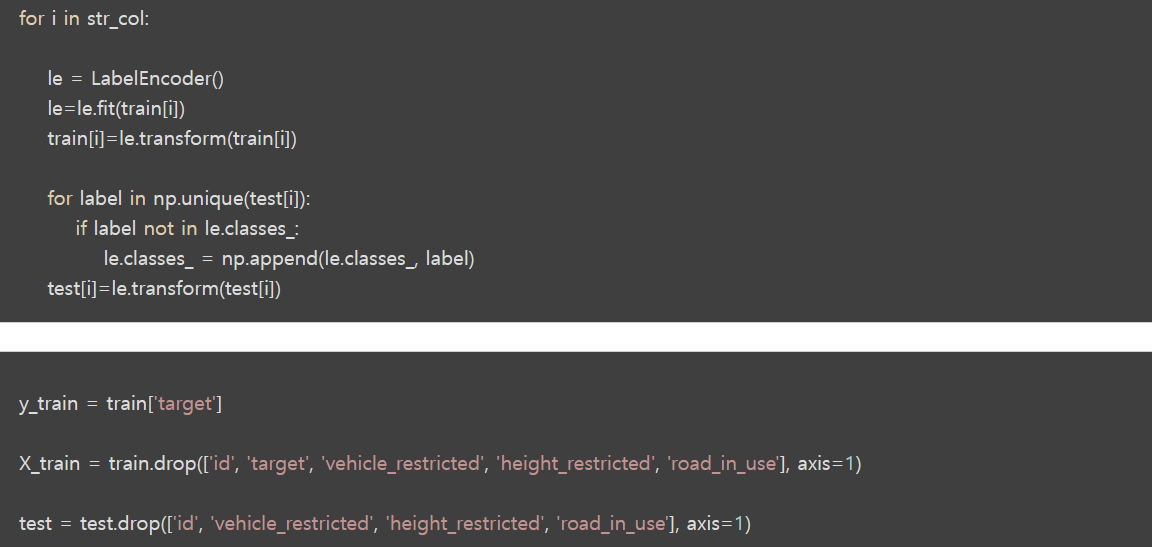 for i in str_col:
le = LabelEncoder()
le=le.fit(train[i])
train[i]=le.transform(train[i])
for label in np.unique(test[i]):
if label not in le.classes_:
le.classes_ = np.append(le.classes_, label)
test[i]=le.transform(test[i])
y_train = train['target']
X_train = train.drop(['id', 'target', 'vehicle_restricted', 'height_restricted', 'road_in_use'], axis=1)
test = test.drop(['id', 'vehicle_restricted', 'height_restricted', 'road_in_use'], axis=1)